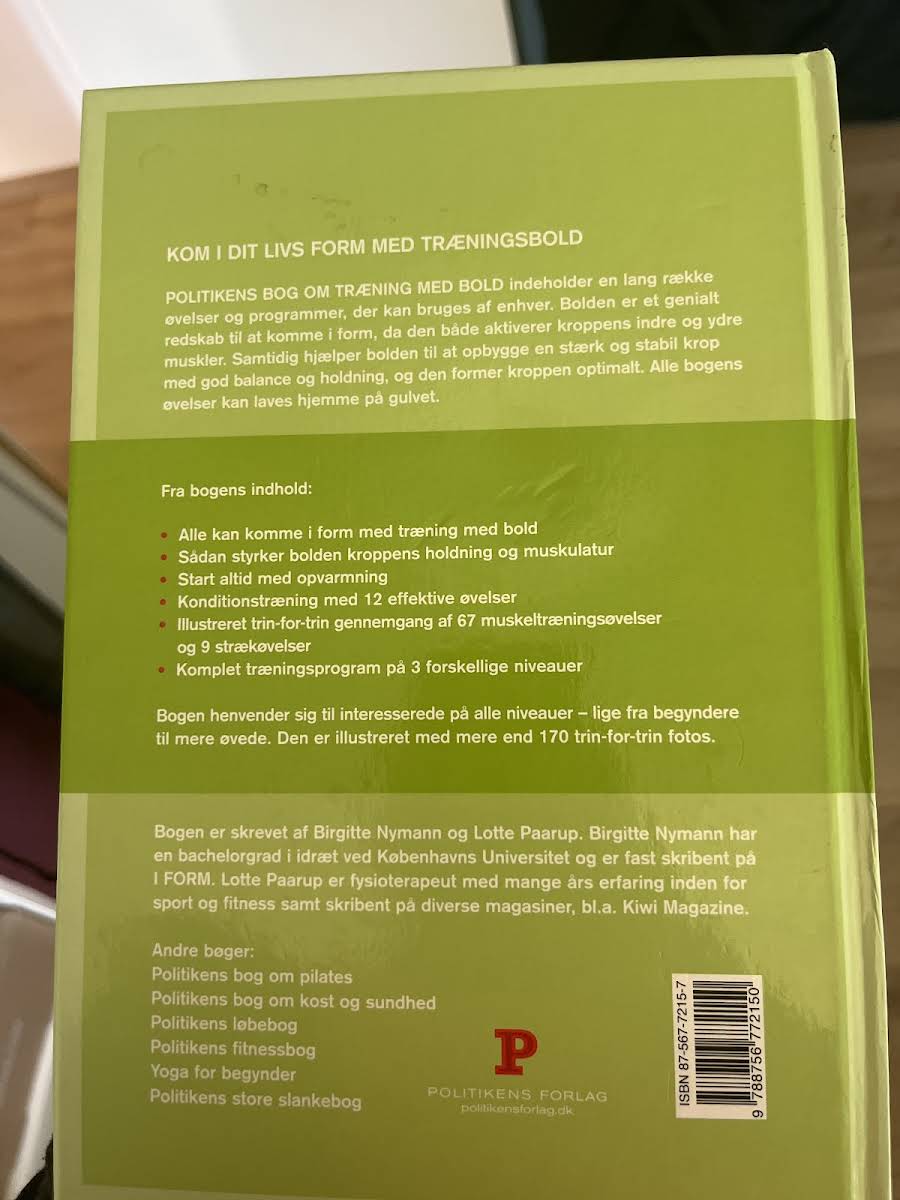 KOM I DIT LIVS FORM MED TRÆNINGSBOLD
POLITIKENS BOG OM TRÆNING MED BOLD indeholder en lang række
øvelser og programmer, der kan bruges af enhver. Bolden er et genialt
redskab til at komme i form, da den både aktiverer kroppens indre og ydre
muskler. Samtidig hjælper bolden til at opbygge en stærk og stabil krop
med god balance og holdning, og den former kroppen optimalt. Alle bogens
øvelser kan laves hjemme på gulvet.
Fra bogens indhold:
• Alle kan komme i form med træning med bold
• Sådan styrker bolden kroppens holdning og muskulatur
• Start altid med opvarmning
• Konditionstræning med 12 effektive øvelser
• Illustreret trin-for-trin gennemgang af 67 muskeltræningsøvelser
og 9 strækøvelser
• Komplet træningsprogram på 3 forskellige niveauer
Bogen henvender sig til interesserede på alle niveauer – lige fra begyndere
til mere øvede. Den er illustreret med mere end 170 trin-for-trin fotos.
Bogen er skrevet af Birgitte Nymann og Lotte Paarup. Birgitte Nymann har
en bachelorgrad i idræt ved Københavns Universitet og er fast skribent på
I FORM. Lotte Paarup er fysioterapeut med mange års erfaring inden for
sport og fitness samt skribent på diverse magasiner, bl.a. Kiwi Magazine.
Andre bøger:
Politikens bog om pilates
Politikens bog om kost og sundhed
Politikens løbebog
Politikens fitnessbog
Yoga for begynder
Politikens store slankebog
P
POLITIKENS FORLAG
politikensforlag.dk
ISBN 87-567-7215-7
9 788756 772150